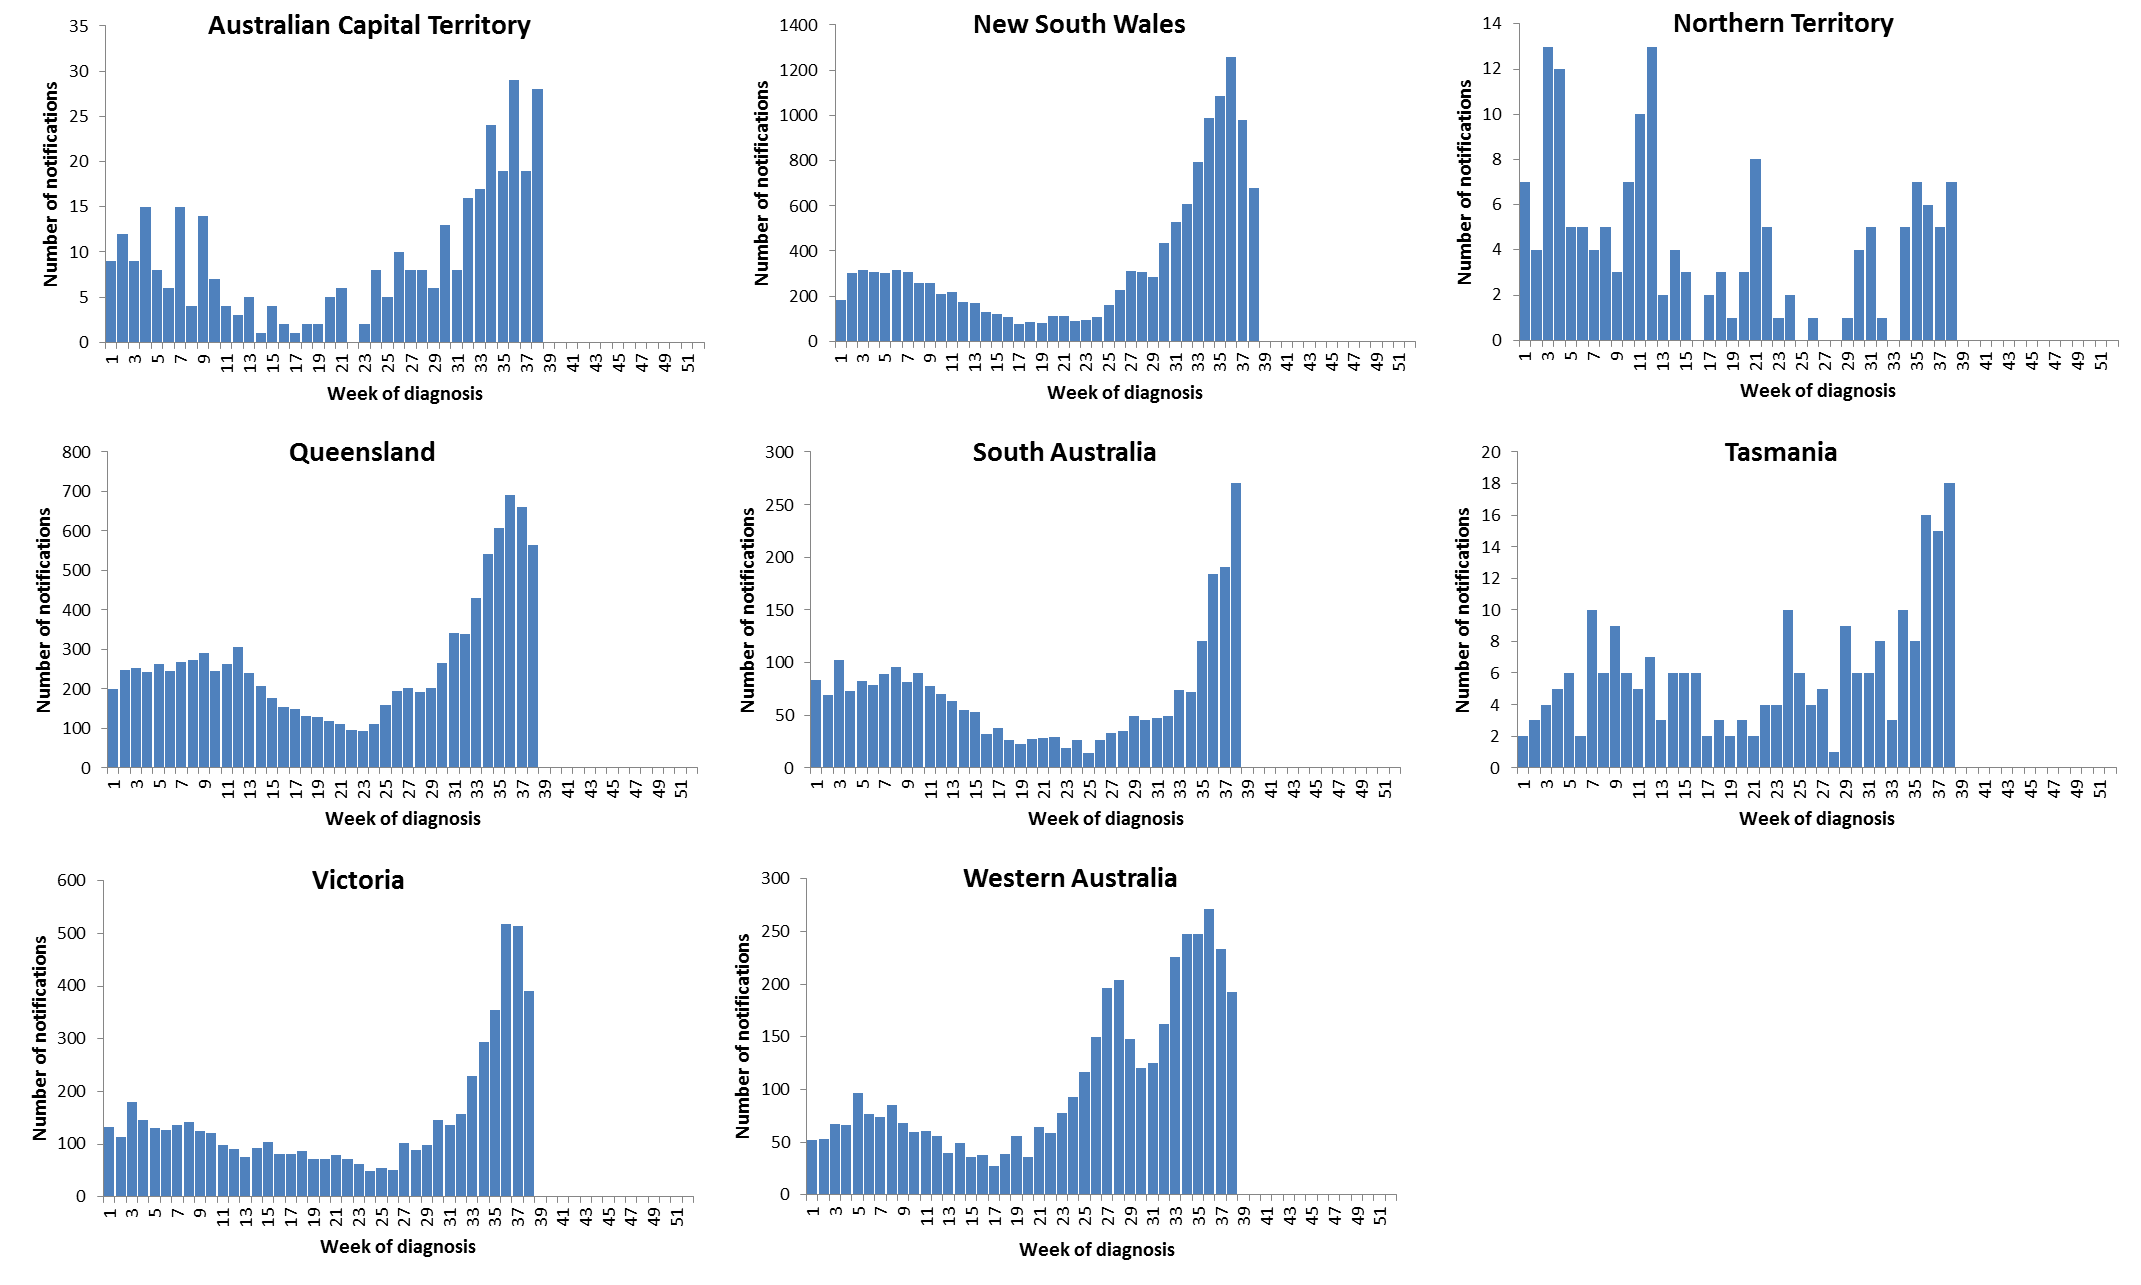 Australian Capital Territory
Number of notifications
35
30
25
20
15
10
5
0
1 3 5 7 9 11 13 15 17 19 21 23 25 27 29 31 33 35 37 39 41 43 45 47 49 51
Week of diagnosis
New South Wales
Number of notifications
1400
1200
1000
800
600
400
200
0
1 3 5 7 9 11 13 15 17 19 21 23 25 27 29 31 33 35 37 39 41 43 45 47 49 51
Week of diagnosis
Northern Territory
Number of notifications
14
12
10
8
6
4
2
0
1 3 5 7 9 11 13 15 17 19 21 23 25 27 29 31 33 35 37 39 41 43 45 47 49 51
Week of diagnosis
Queensland
Number of notifications
800
700
600
500
400
300
200
100
0
1 3 5 7 9 11 13 15 17 19 21 23 25 27 29 31 33 35 37 39 41 43 45 47 49 51
Week of diagnosis
South Australia
Number of notifications
300
250
200
150
100
50
0
1 3 5 7 9 11 13 15 17 19 21 23 25 27 29 31 33 35 37 39 41 43 45 47 49 51
Week of diagnosis
Tasmania
Number of notifications
20
18
16
14
12
10
8
6
4
2
0
1 3 5 7 9 11 13 15 17 19 21 23 25 27 29 31 33 35 37 39 41 43 45 47 49 51
Week of diagnosis
Victoria
Number of notifications
600
500
400
300
200
100
0
1 3 5 7 9 11 13 15 17 19 21 23 25 27 29 31 33 35 37 39 41 43 45 47 49 51
Week of diagnosis
Western Australia
Number of notifications
300
250
200
150
100
50
0
1 3 5 7 9 11 13 15 17 19 21 23 25 27 29 31 33 35 37 39 41 43 45 47 49 51
Week of diagnosis